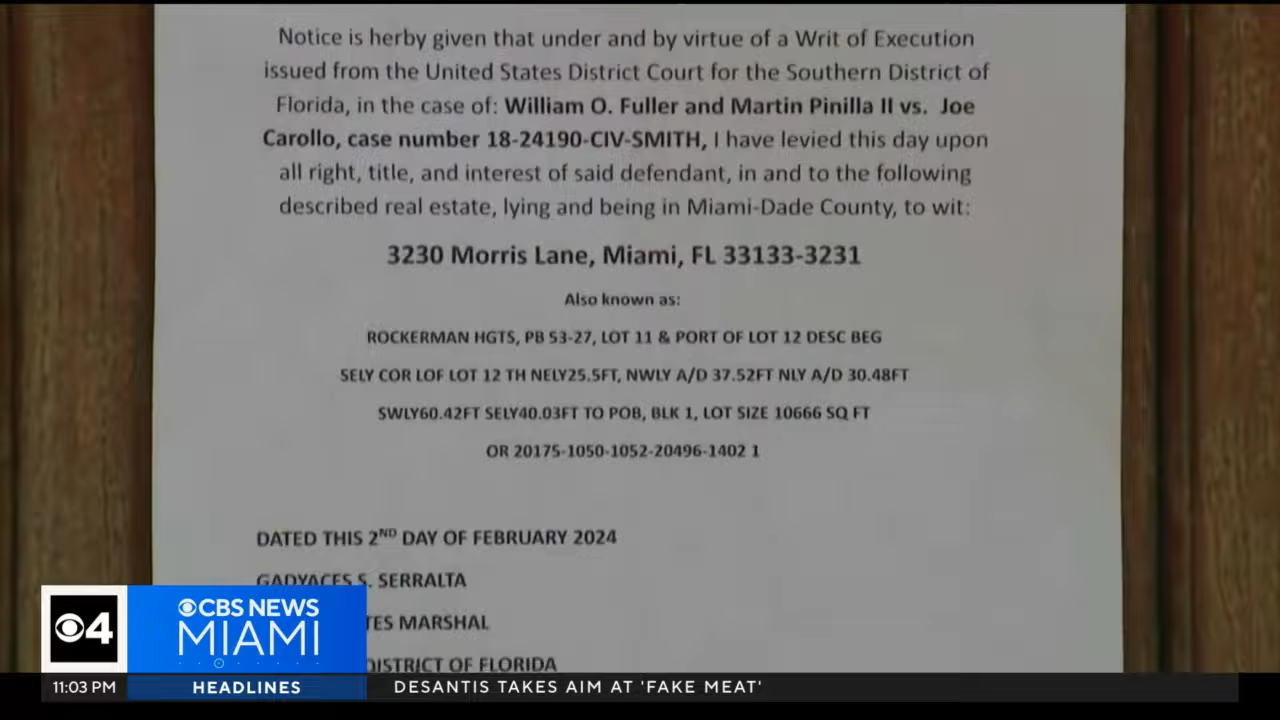 Notice is herby given that under and by virtue of a Writ of Execution
issued from the United States District Court for the Southern District of
Florida, in the case of: William O. Fuller and Martin Pinilla II vs. Joe
Carollo, case number 18-24190-CIV-SMITH, I have levied this day upon
all right, title, and interest of said defendant, in and to the following
described real estate, lying and being in Miami-Dade County, to wit:
3230 Morris Lane, Miami, FL 33133-3231
Also known as:
ROCKERMAN HGTS, PB 53-27, LOT 11 & PORT OF LOT 12 DESC BEG
SELY COR LOF LOT 12 TH NELY25.5FT, NWLY A/D 37.52FT NLY A/D 30.48FT
SWLY60.42FT SELY40.03FT TO POB, BLK 1, LOT SIZE 10666 SQ FT
OR 20175-1050-1052-20496-1402 1
DATED THIS 2ND DAY OF FEBRUARY 2024
GADYACES S. SERRALTA
TES MARSHAL
DISTRICT OF FLORIDA
4
CBS NEWS
MIAMI
11:03 PM HEADLINES DESANTIS TAKES AIM AT 'FAKE MEAT'